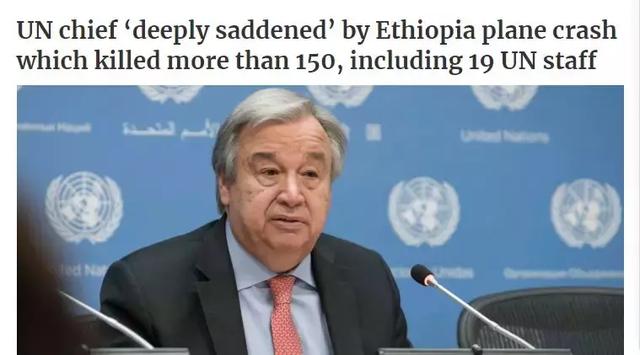 UN chief ‘deeply saddened’ by Ethiopia plane crash
which killed more than 150, including 19 UN staff
United Nations